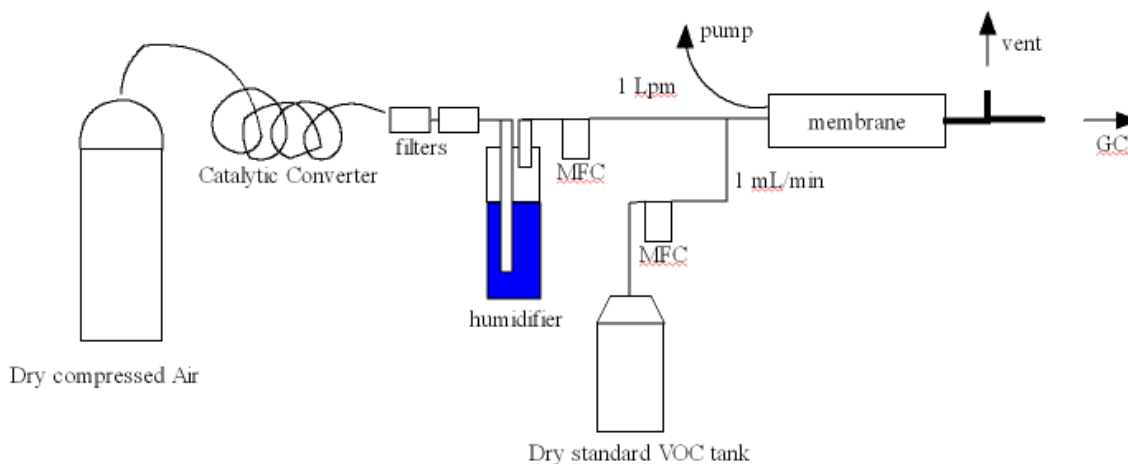 pump
vent
1 Lpm
membrane
filters
GC
Catalytic Converter
MFC
1 mL/min
MFC
humidifier
Dry compressed Air
Dry standard VOC tank